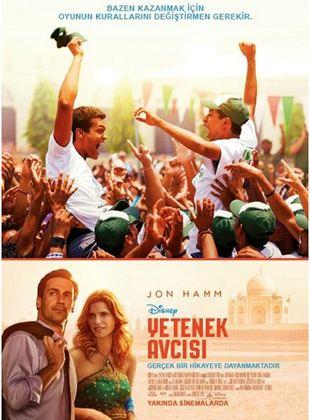 BAZEN KAZANMAK İÇİN
OYUNUN KURALLARINI DEĞİŞTİRMEN GEREKİR.
JON HAMM
Disney
YETENEK
AVCISI
GERÇEK BİR HİKAYEYE DAYANMAKTADIR
YAKINDA SİNEMALARDA